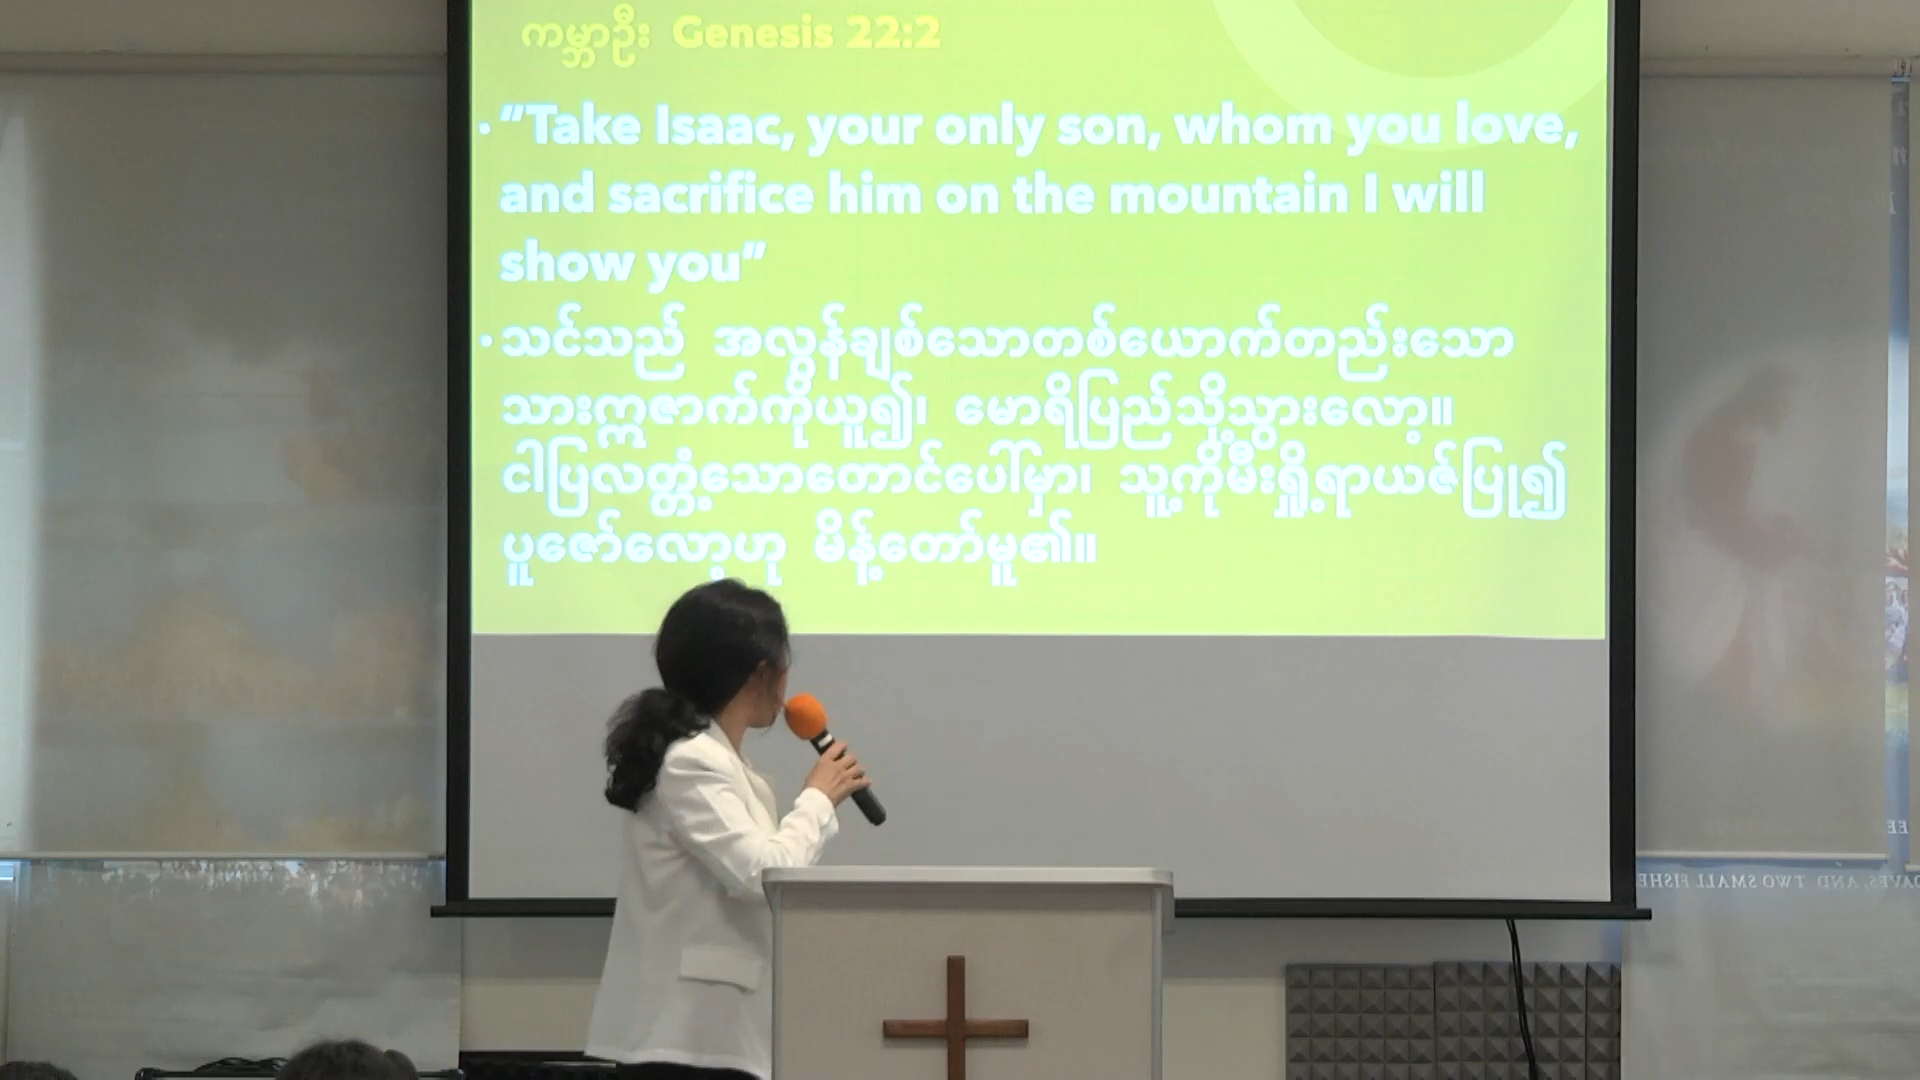 ကမ္ဘာဦး Genesis 22:2
• “Take Isaac, your only son, whom you love,
and sacrifice him on the mountain I will
show you”
• သင်သည် အလွန်ချစ်သောတစ်ယောက်တည်းသော
သားဣဇာက်ကိုယူ၍၊ မောရိပြည်သို့သွားလော့။
ငါပြလတ္တံ့သောတောင်ပေါ်မှာ၊ သူ့ကိုမီးရှို့ရာယဇ်ပြု၍
ပူဇော်လော့ဟု မိန့်တော်မူ၏။
AND TWO SMALL FISHE